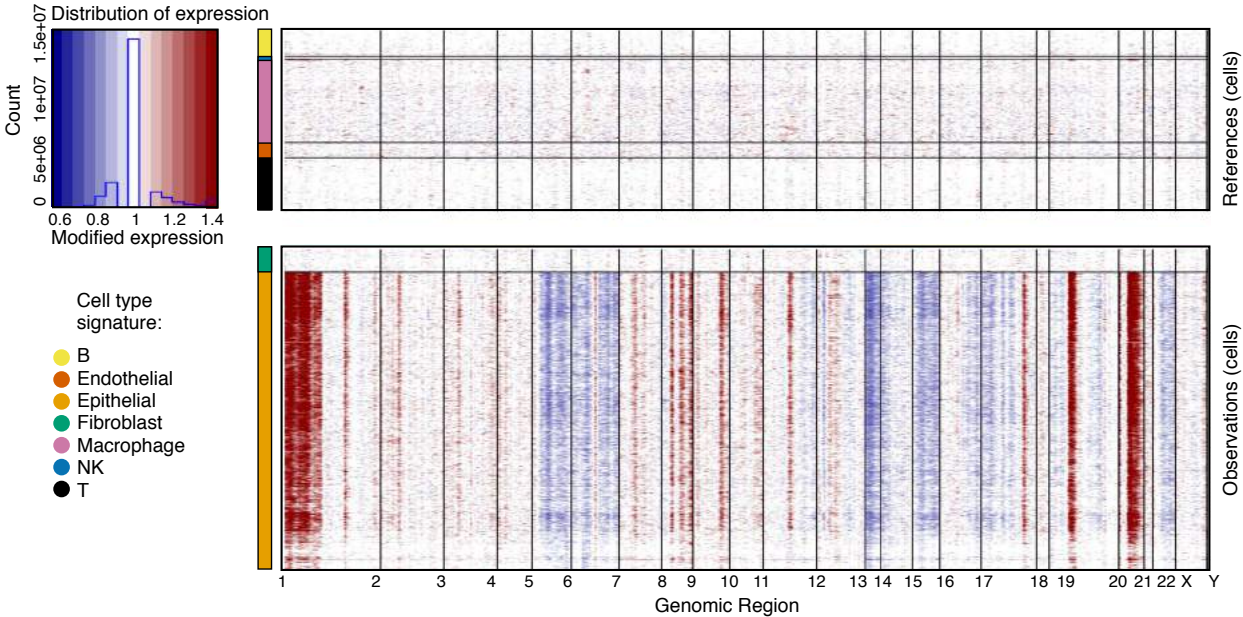 Distribution of expression
Count
0 5e+06 1e+07 1.5e+07
0.6 0.8 1 1.2 1.4
Modified expression
Cell type
signature:
B
Endothelial
Epithelial
Fibroblast
Macrophage
NK
T
References (cells)
Observations (cells)
1 2 3 4 5 6 7 8 9 10 11 12 13 14 15 16 17 18 19 20 21 22 X Y
Genomic Region